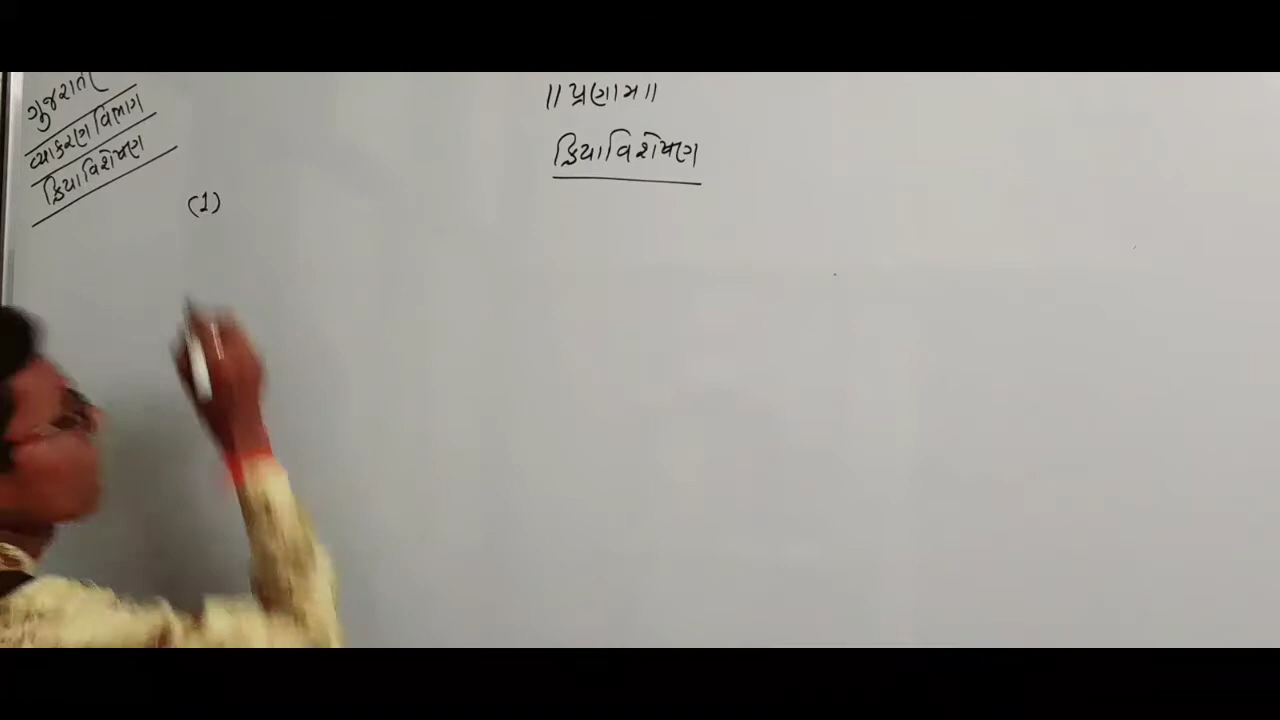 ગુજરાતી
વ્યાકરણ વિભાગ
ક્રિયાવિશેષણ
॥ પ્રણામ ॥
ક્રિયાવિશેષણ
(1)